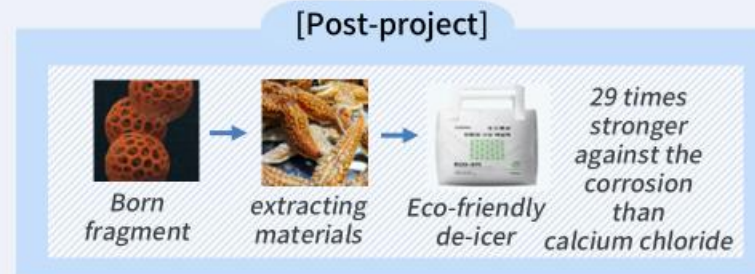 [Post-project]
Born
fragment
extracting
materials
Eco-friendly
de-icer
29 times
stronger
against the
corrosion
than
calcium chloride